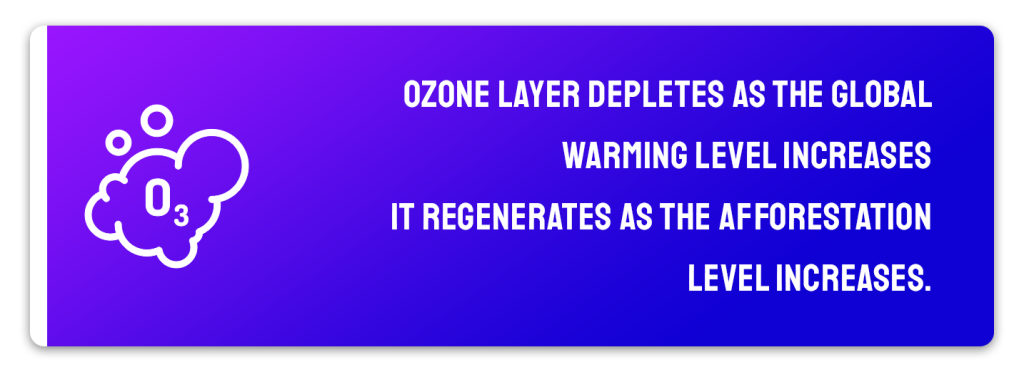 O3
OZONE LAYER DEPLETES AS THE GLOBAL
WARMING LEVEL INCREASES
IT REGENERATES AS THE AFFORESTATION
LEVEL INCREASES.